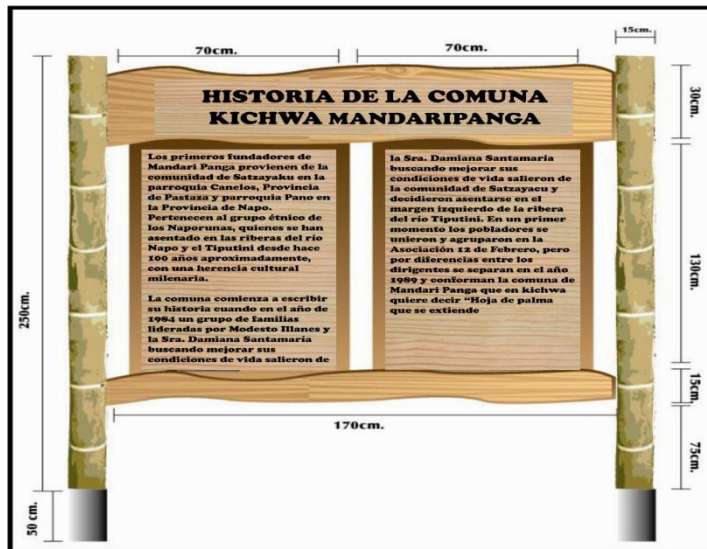 70cm.
70cm.
15cm.
HISTORIA DE LA COMUNA
KICHWA MANDARIPANGA
Los primeros fundadores de
Mandari Panga provienen de la
comunidad de Satzayaku en la
parroquia Canelos, Provincia
de Pastaza y parroquia Pano en
la Provincia de Napo.
Pertenecen al grupo étnico de
los Naporunas, quienes se han
asentado en las riberas del río
Napo y el Tiputini desde hace
100 años aproximadamente,
con una herencia cultural
milenaria.
La comuna comienza a escribir
su historia cuando en el año de
1984 un grupo de familias
lideradas por Modesto Illanes y
la Sra. Damiana Santamaría
buscando mejorar sus
condiciones de vida salieron de
la Sra. Damiana Santamaría
buscando mejorar sus
condiciones de vida salieron de
la comunidad de Satzayacu y
decidieron asentarse en el
margen izquierdo de la ribera
del río Tiputini. En un primer
momento los pobladores se
unieron y agruparon en la
Asociación 12 de Febrero, pero
por diferencias entre los
dirigentes se separan en el año
1989 y conforman la comuna de
Mandari Panga que en kichwa
quiere decir “Hoja de palma
que se extiende
30cm.
130cm.
15cm.
75cm.
250cm.
50 cm.
170cm.